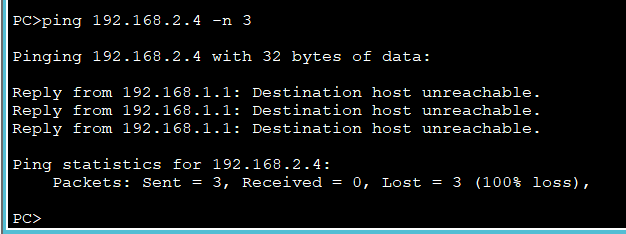 PC>ping 192.168.2.4 -n 3
Pinging 192.168.2.4 with 32 bytes of data:
Reply from 192.168.1.1: Destination host unreachable.
Reply from 192.168.1.1: Destination host unreachable.
Reply from 192.168.1.1: Destination host unreachable.
Ping statistics for 192.168.2.4:
    Packets: Sent = 3, Received = 0, Lost = 3 (100% loss),
PC>